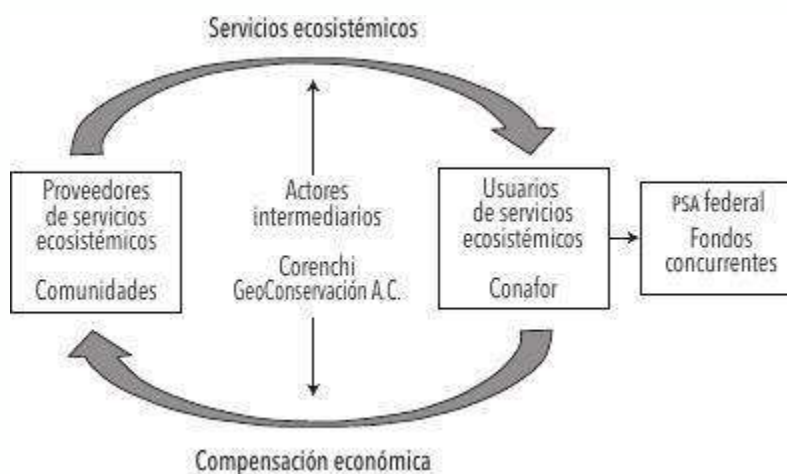 Servicios ecosistémicos
Proveedores
de servicios
ecosistémicos
Comunidades
Actores
intermediarios
Corenchi
GeoConservación A.C.
Usuarios
de servicios
ecosistémicos
Conafor
PSA federal
Fondos
concurrentes
Compensación económica